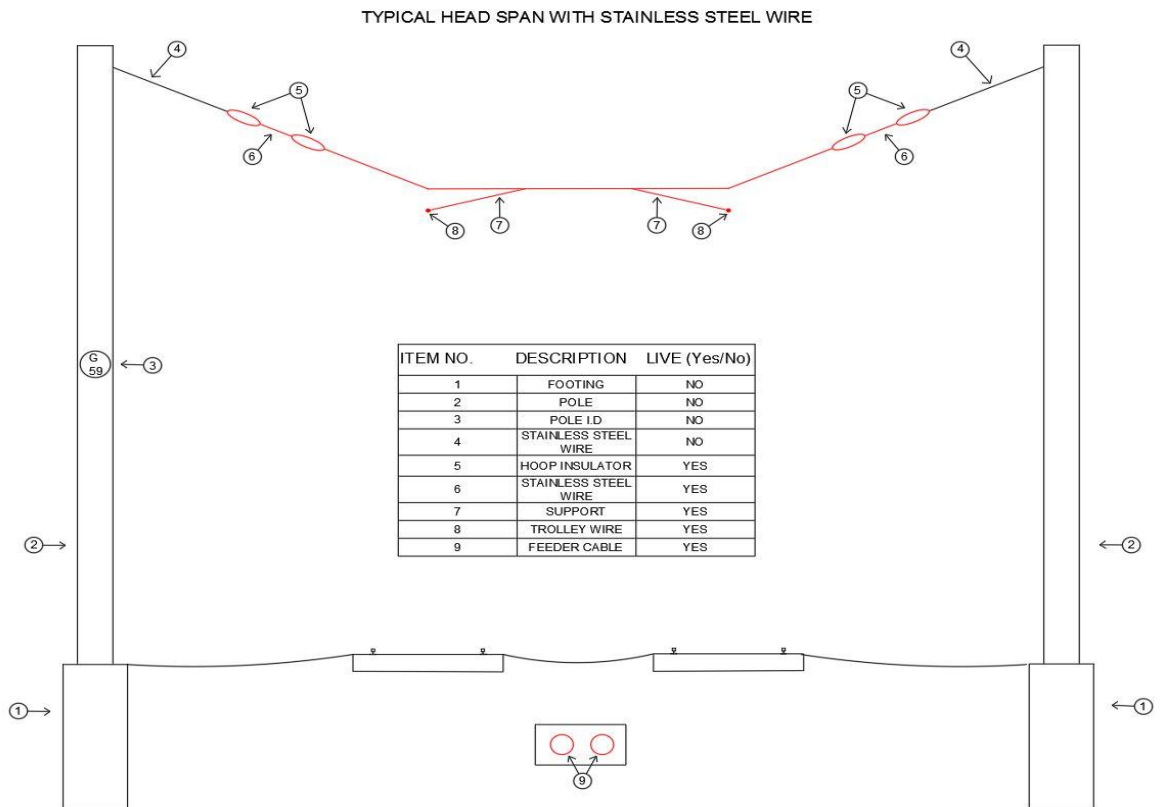 TYPICAL HEAD SPAN WITH STAINLESS STEEL WIRE
4
4
5
5
6
6
8
7
7
8
G
59
3
ITEM NO. DESCRIPTION LIVE (Yes/No)
1 FOOTING NO
2 POLE NO
3 POLE I.D NO
4 STAINLESS STEEL WIRE NO
5 HOOP INSULATOR YES
6 STAINLESS STEEL WIRE YES
7 SUPPORT YES
8 TROLLEY WIRE YES
9 FEEDER CABLE YES
2
2
1
1
9